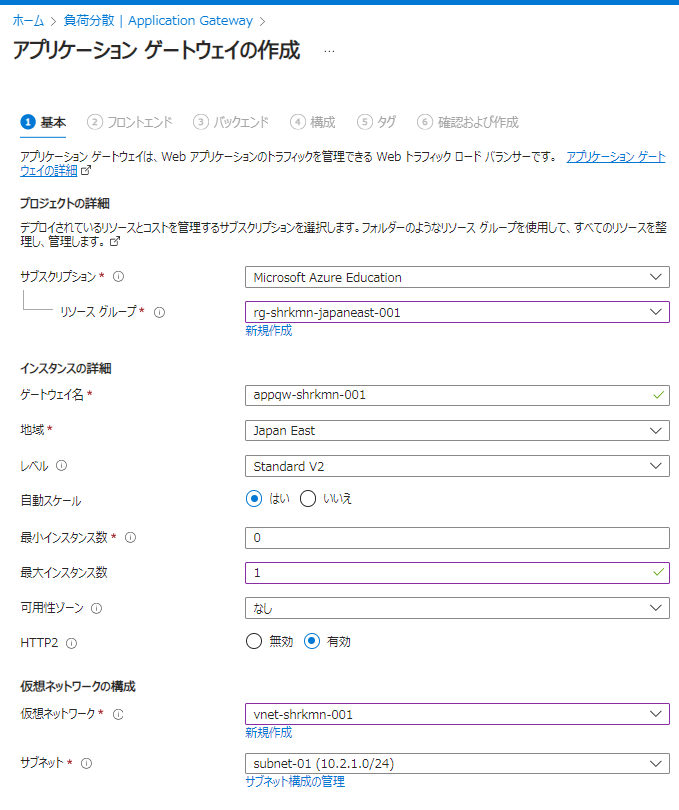 ホーム > 負荷分散 | Application Gateway >
アプリケーション ゲートウェイの作成 …
1 基本 2 フロントエンド 3 バックエンド 4 構成 5 タグ 6 確認および作成
アプリケーション ゲートウェイは、Web アプリケーションのトラフィックを管理できる Web トラフィック ロード バランサーです。 アプリケーション ゲート
ウェイの詳細
プロジェクトの詳細
デプロイされているリソースとコストを管理するサブスクリプションを選択します。フォルダーのようなリソース グループを使用して、すべてのリソースを整
理し、管理します。
サブスクリプション * Microsoft Azure Education
リソース グループ * rg-shrkmn-japaneast-001
新規作成
インスタンスの詳細
ゲートウェイ名 * appqw-shrkmn-001
地域 * Japan East
レベル Standard V2
自動スケール はい いいえ
最小インスタンス数 * 0
最大インスタンス数 1
可用性ゾーン なし
HTTP2 無効 有効
仮想ネットワークの構成
仮想ネットワーク * vnet-shrkmn-001
新規作成
サブネット * subnet-01 (10.2.1.0/24)
サブネット構成の管理